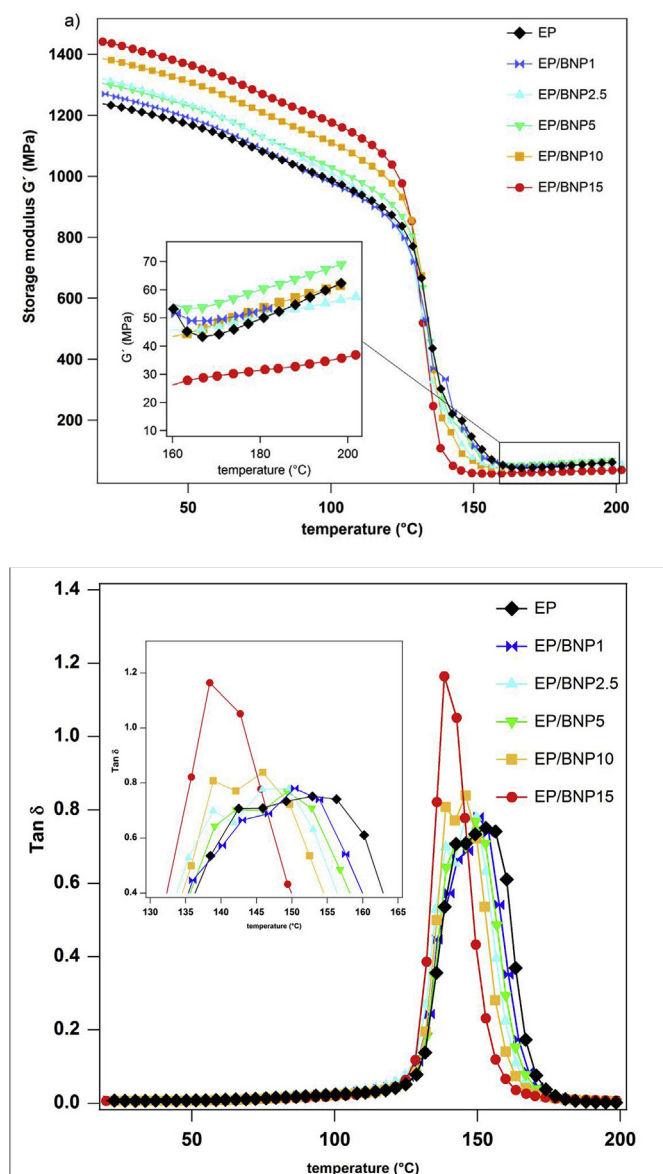 a)
1400
1200
1000
800
600
400
200
Storage modulus G´ (MPa)
EP
EP/BNP1
EP/BNP2.5
EP/BNP5
EP/BNP10
EP/BNP15
70
60
50
40
30
20
10
G´ (MPa)
160
180
200
temperature (°C)
50
100
150
200
temperature (°C)
1.4
1.2
1.0
0.8
0.6
0.4
0.2
0.0
Tan δ
EP
EP/BNP1
EP/BNP2.5
EP/BNP5
EP/BNP10
EP/BNP15
1.2
1.0
0.8
0.6
0.4
Tan δ
130
135
140
145
150
155
160
165
temperature (°C)
50
100
150
200
temperature (°C)